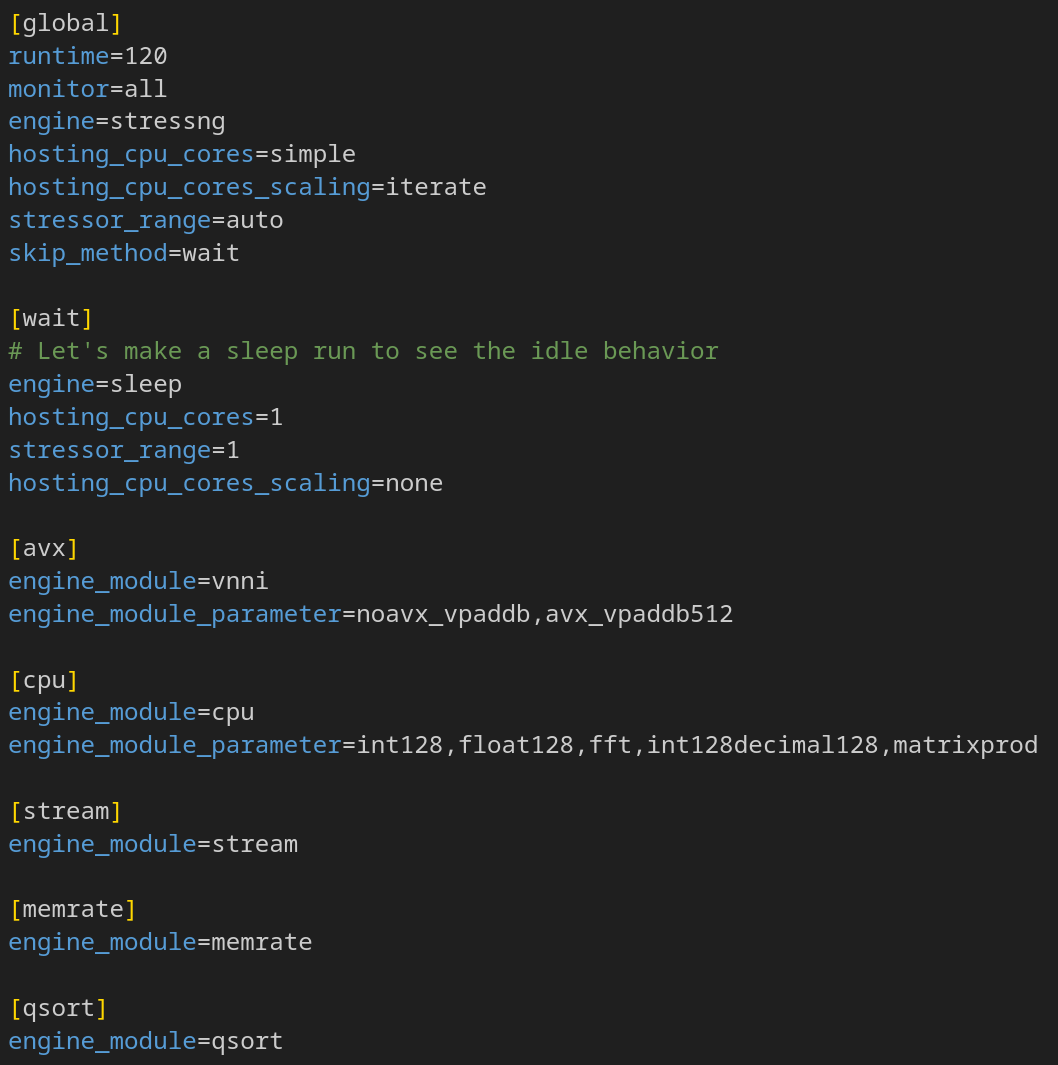 [global]
runtime=120
monitor=all
engine=stressng
hosting_cpu_cores=simple
hosting_cpu_cores_scaling=iterate
stressor_range=auto
skip_method=wait

[wait]
# Let's make a sleep run to see the idle behavior
engine=sleep
hosting_cpu_cores=1
stressor_range=1
hosting_cpu_cores_scaling=none

[avx]
engine_module=vnni
engine_module_parameter=noavx_vpaddb,avx_vpaddb512

[cpu]
engine_module=cpu
engine_module_parameter=int128,float128,fft,int128decimal128,matrixprod

[stream]
engine_module=stream

[memrate]
engine_module=memrate

[qsort]
engine_module=qsort